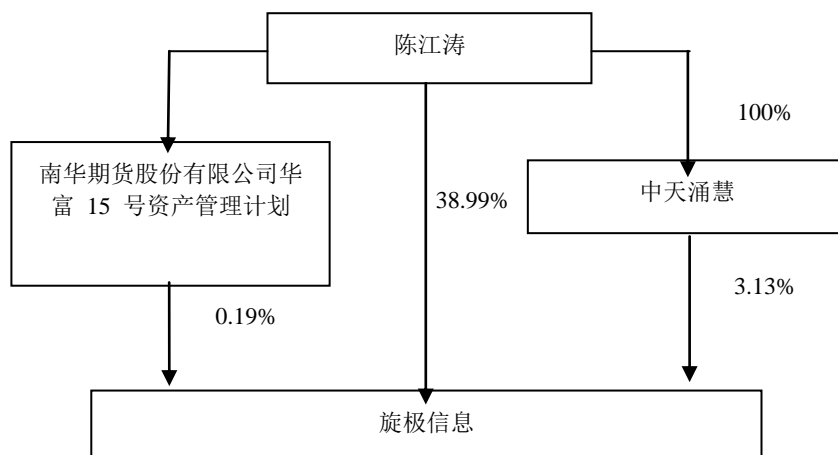 陈江涛
100%
南华期货股份有限公司华
富 15 号资产管理计划
38.99%
中天涌慧
0.19%
3.13%
旋极信息